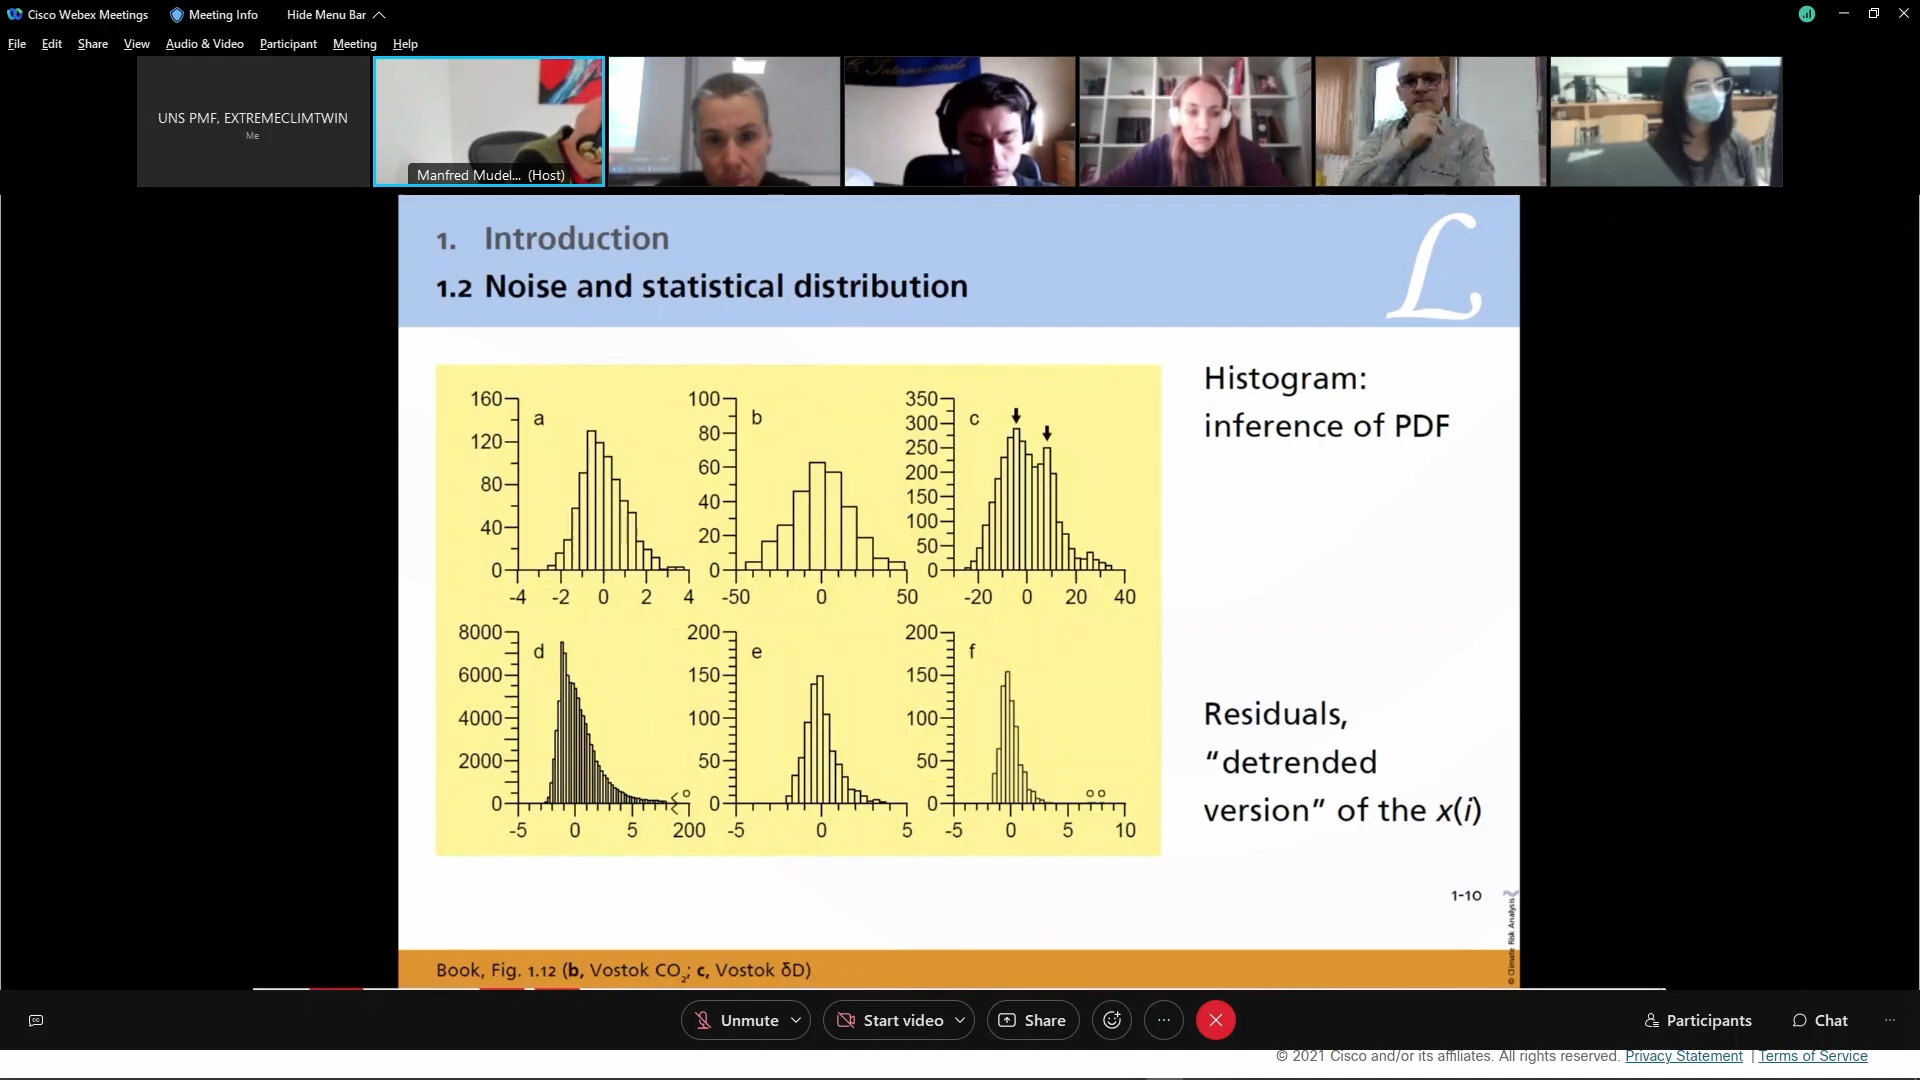 Cisco Webex Meetings Meeting Info Hide Menu Bar
File Edit Share View Audio & Video Participant Meeting Help
UNS PMF, EXTREMECLIMTWIN
Me
Manfred Mudel... (Host)
1. Introduction
1.2 Noise and statistical distribution
L
Histogram:
inference of PDF
a
160
120
80
40
0
-4 -2 0 2 4
b
100
80
60
40
20
0
-50 0 50
c
350
300
250
200
150
100
50
0
-20 0 20 40
d
8000
6000
4000
2000
0
-5 0 5 200
e
200
150
100
50
0
-5 0 5
f
200
150
100
50
0
-5 0 5 10
Residuals,
“detrended
version” of the x(i)
1-10
© Climate Risk Analysis
Book, Fig. 1.12 (b, Vostok CO2; c, Vostok δD)
Unmute Start video Share Participants Chat
© 2021 Cisco and/or its affiliates. All rights reserved. Privacy Statement | Terms of Service